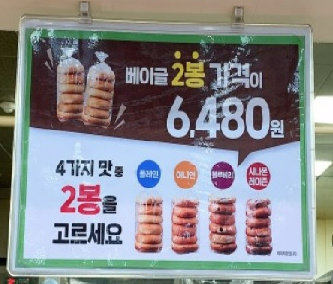 베이글 2봉 가격이
6,480원
4가지 맛 중
2봉을
고르세요
플레인
어니언
블루베리
시나몬
레이즌